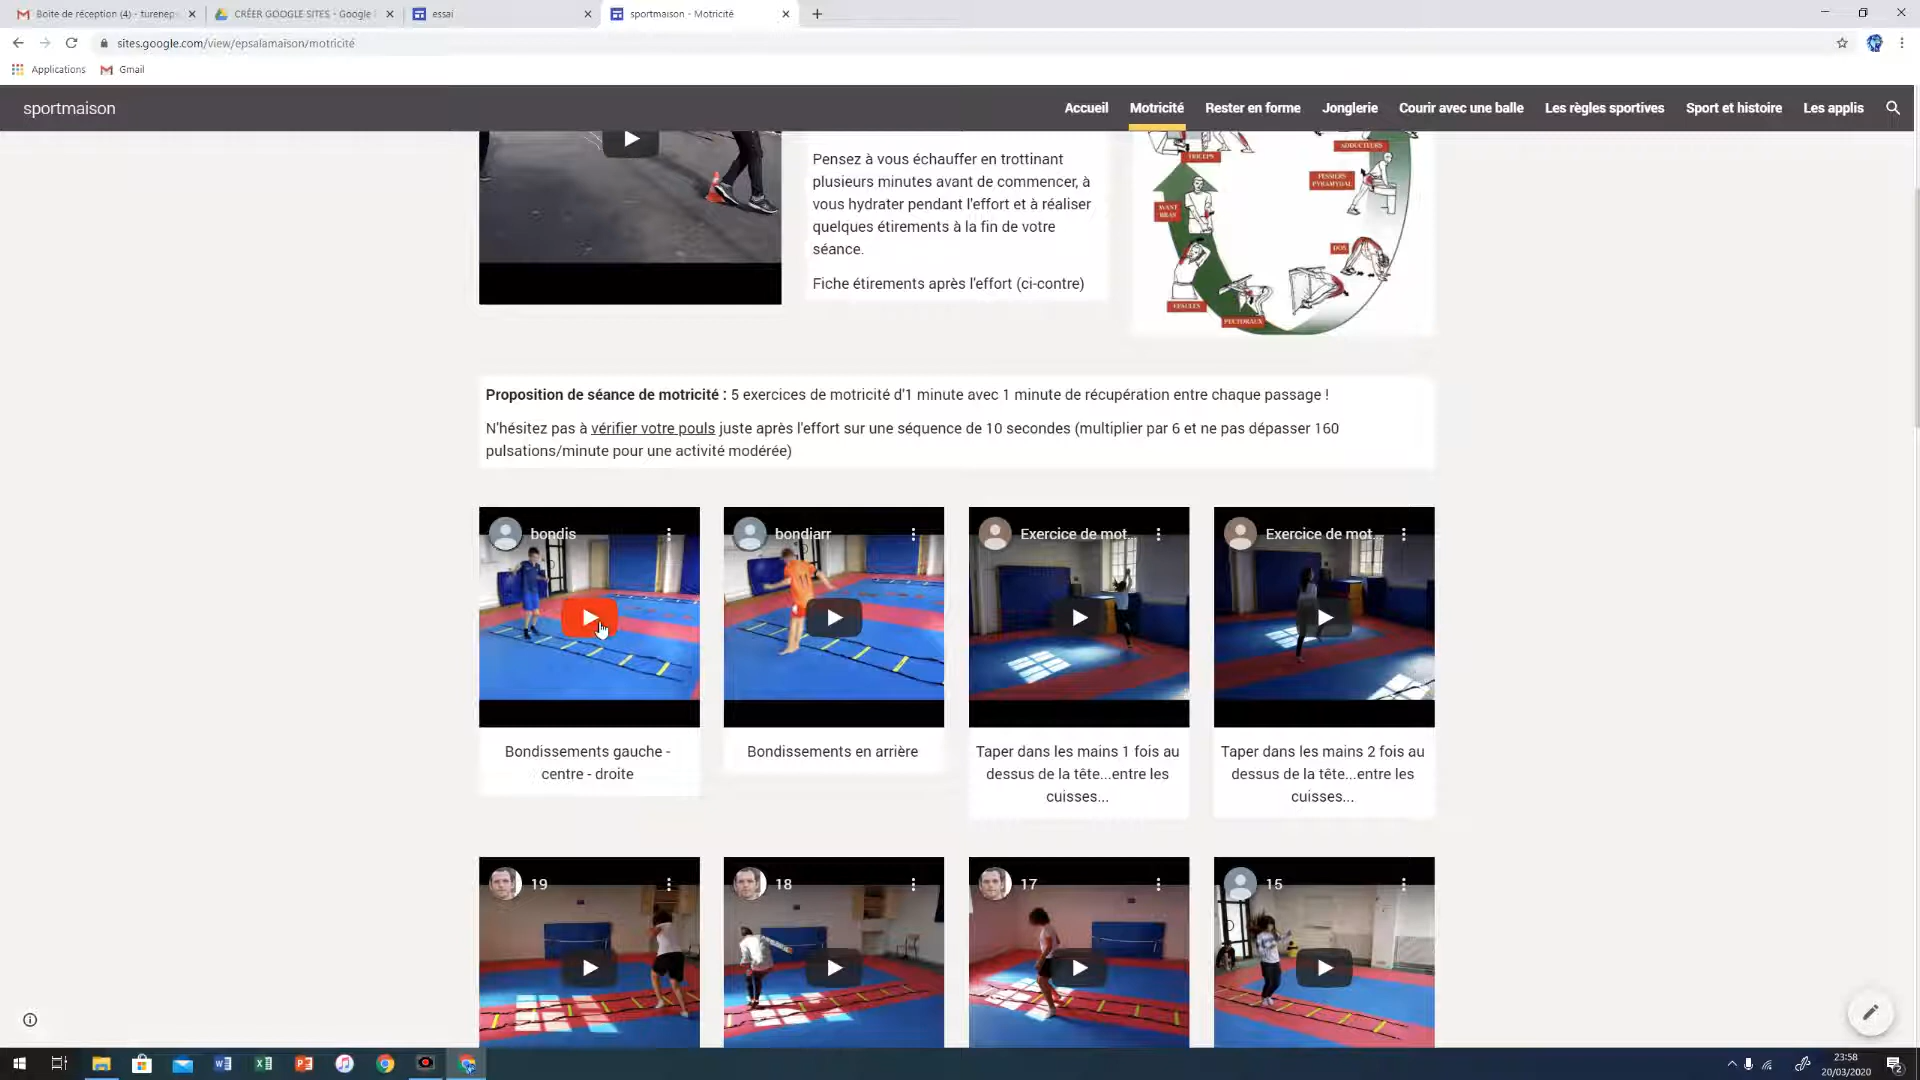 Boîte de réception (4) - turenep
CRÉER GOOGLE SITES - Google
essai
sportmaison - Motricité
sites.google.com/view/epsalamaison/motricité
Applications
Gmail
sportmaison
Accueil
Motricité
Rester en forme
Jonglerie
Courir avec une balle
Les règles sportives
Sport et histoire
Les applis
Pensez à vous échauffer en trottinant
plusieurs minutes avant de commencer, à
vous hydrater pendant l'effort et à réaliser
quelques étirements à la fin de votre
séance.
Fiche étirements après l'effort (ci-contre)
TRICEPS
ADDUCTEURS
FESSIERS
PYRAMYDAL
AVANT
BRAS
DOS
PECTORAUX
Proposition de séance de motricité : 5 exercices de motricité d'1 minute avec 1 minute de récupération entre chaque passage !
N'hésitez pas à vérifier votre pouls juste après l'effort sur une séquence de 10 secondes (multiplier par 6 et ne pas dépasser 160
pulsations/minute pour une activité modérée)
bondis
bondiarr
Exercice de mot...
Exercice de mot...
Bondissements gauche -
centre - droite
Bondissements en arrière
Taper dans les mains 1 fois au
dessus de la tête...entre les
cuisses...
Taper dans les mains 2 fois au
dessus de la tête...entre les
cuisses...
19
18
17
15
23:58
20/03/2020